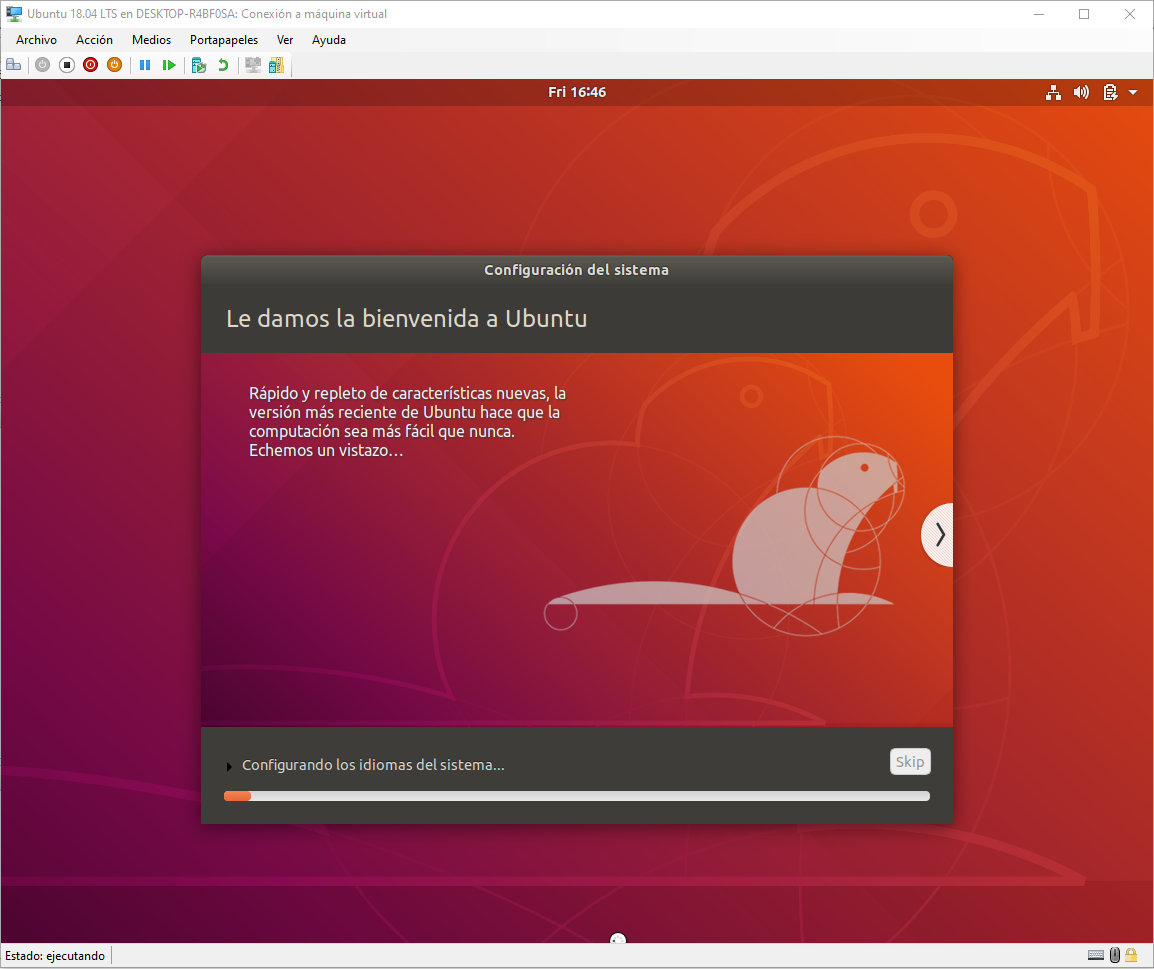 Ubuntu 18.04 LTS en DESKTOP-R4BF0SA: Conexión a máquina virtual
Archivo Acción Medios Portapapeles Ver Ayuda
Fri 16:46
Configuración del sistema
Le damos la bienvenida a Ubuntu
Rápido y repleto de características nuevas, la
versión más reciente de Ubuntu hace que la
computación sea más fácil que nunca.
Echemos un vistazo…
Configurando los idiomas del sistema...
Skip
Estado: ejecutando